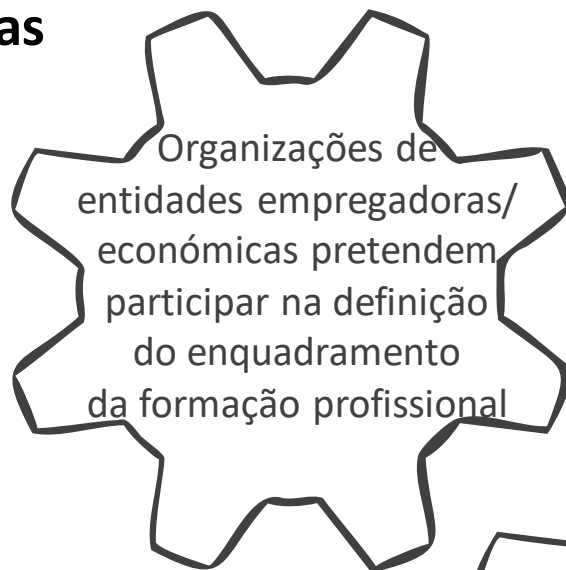 as
Organizações de
entidades empregadoras/
económicas pretendem
participar na definição
do enquadramento
da formação profissional